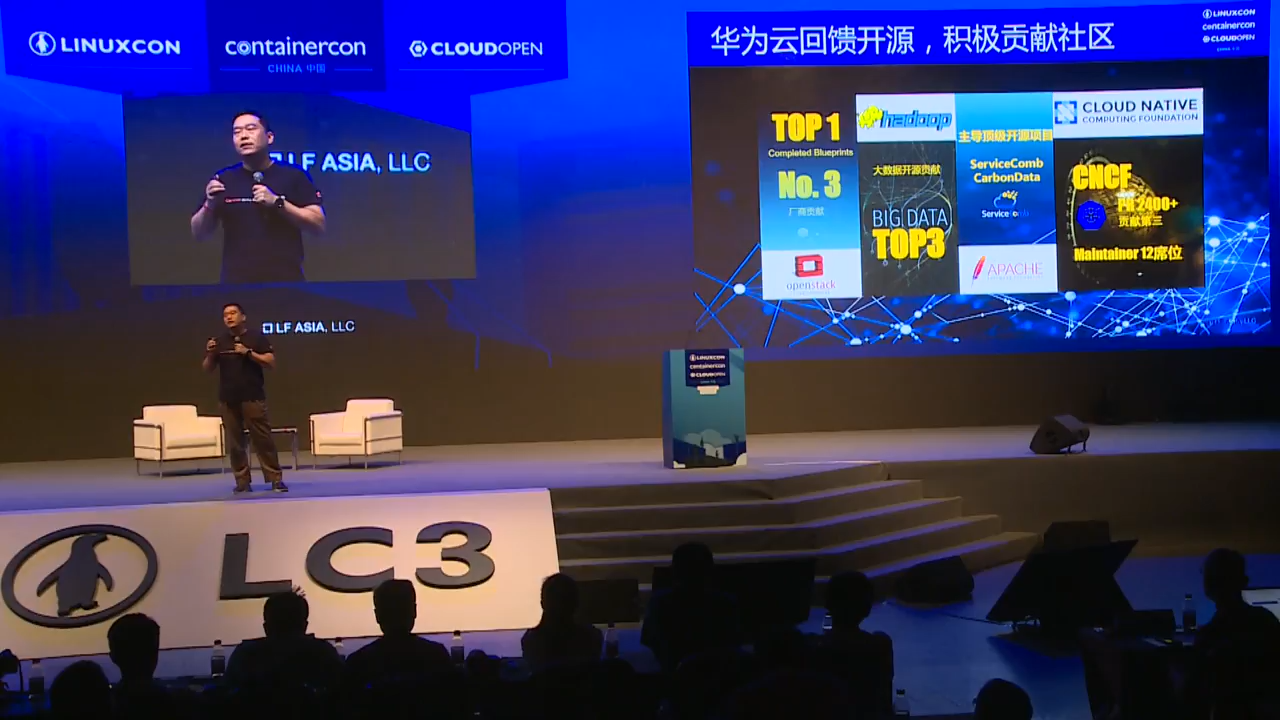 LINUXCON
containercon
CHINA 中国
CLOUDOPEN
LF ASIA, LLC
LF ASIA, LLC
华为云回馈开源，积极贡献社区
LINUXCON
containercon
CLOUDOPEN
TOP 1
Completed Blueprints
No. 3
厂商贡献
openstack
hadoop
大数据开源贡献
BIG DATA
TOP3
主导顶级开源项目
ServiceComb
CarbonData
APACHE
CLOUD NATIVE
COMPUTING FOUNDATION
CNCF
PR 2400+
贡献第三
Maintainer 12席位
LINUXCON
containercon
CLOUDOPEN
LC3